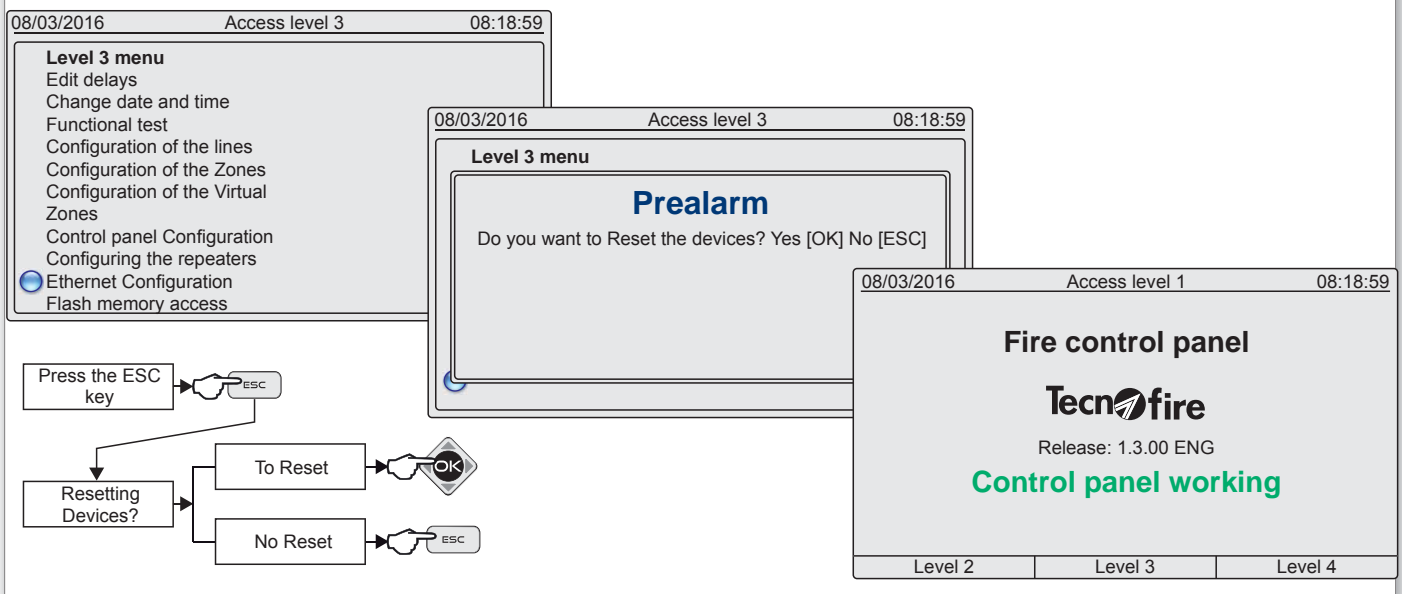 08/03/2016 Access level 3 08:18:59
Level 3 menu
Edit delays
Change date and time
Functional test
Configuration of the lines
Configuration of the Zones
Configuration of the Virtual
Zones
Control panel Configuration
Configuring the repeaters
Ethernet Configuration
Flash memory access
08/03/2016 Access level 3 08:18:59
Level 3 menu
Prealarm
Do you want to Reset the devices? Yes [OK] No [ESC]
08/03/2016 Access level 1 08:18:59
Fire control panel
Tecnofire
Release: 1.3.00 ENG
Control panel working
Level 2 Level 3 Level 4
Press the ESC
key
ESC
Resetting
Devices?
To Reset
OK
No Reset
ESC